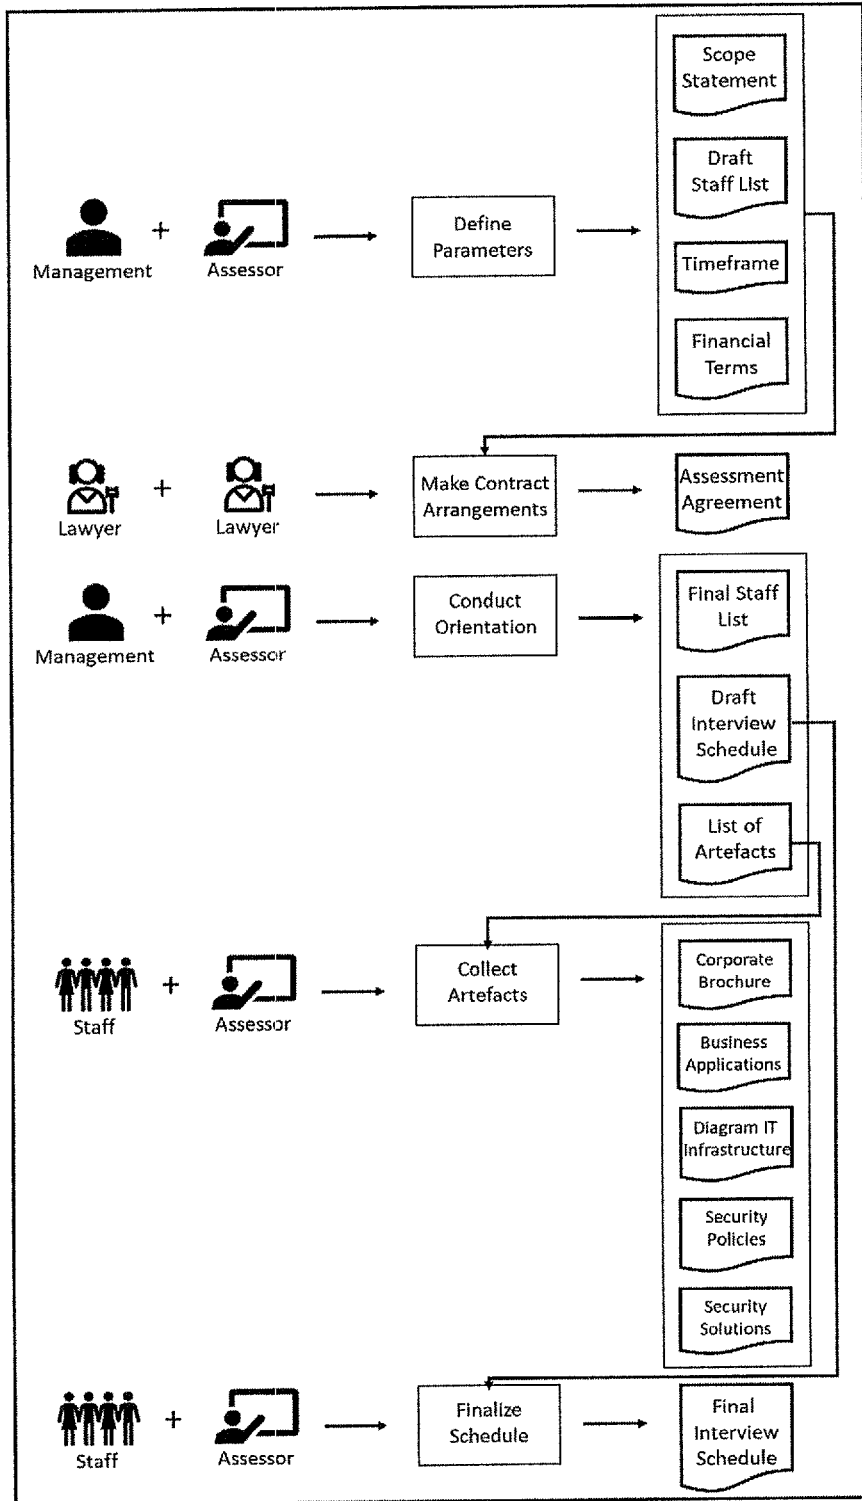 Scope
Statement
Draft
Staff List
Management
+
Assessor
Define
Parameters
Timeframe
Financial
Terms
Lawyer
+
Lawyer
Make Contract
Arrangements
Assessment
Agreement
Management
+
Assessor
Conduct
Orientation
Final Staff
List
Draft
Interview
Schedule
List of
Artefacts
Staff
+
Assessor
Collect
Artefacts
Corporate
Brochure
Business
Applications
Diagram IT
Infrastructure
Security
Policies
Security
Solutions
Staff
+
Assessor
Finalize
Schedule
Final
Interview
Schedule